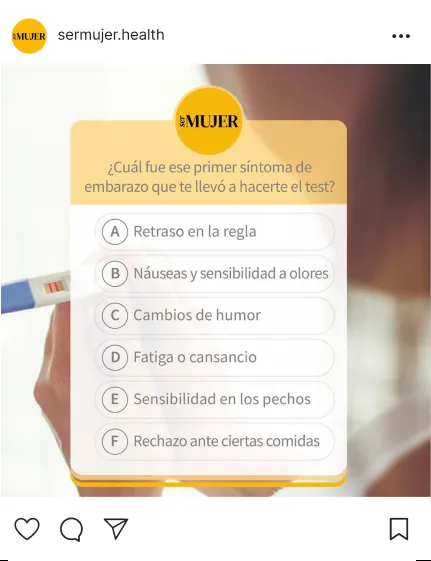 SER MUJER
sermujer.health
SER MUJER
¿Cuál fue ese primer síntoma de
embarazo que te llevó a hacerte el test?
A Retraso en la regla
B Náuseas y sensibilidad a olores
C Cambios de humor
D Fatiga o cansancio
E Sensibilidad en los pechos
F Rechazo ante ciertas comidas